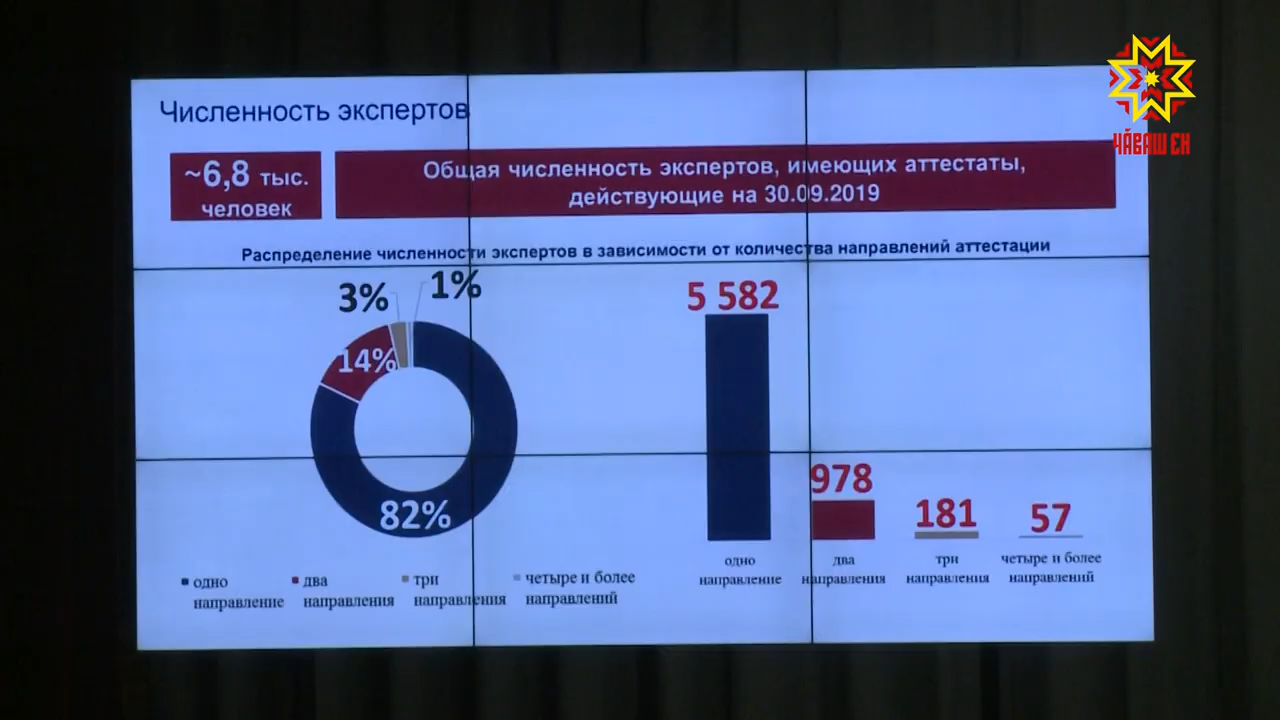 Численность экспертов
ЧӐВАШ ЕН
~6,8 тыс.
человек
Общая численность экспертов, имеющих аттестаты,
действующие на 30.09.2019
Распределение численности экспертов в зависимости от количества направлений аттестации
3%
1%
14%
82%
одно
направление
два
направления
три
направления
четыре и более
направлений
5 582
978
181
57
одно
направление
два
направления
три
направления
четыре и более
направлений